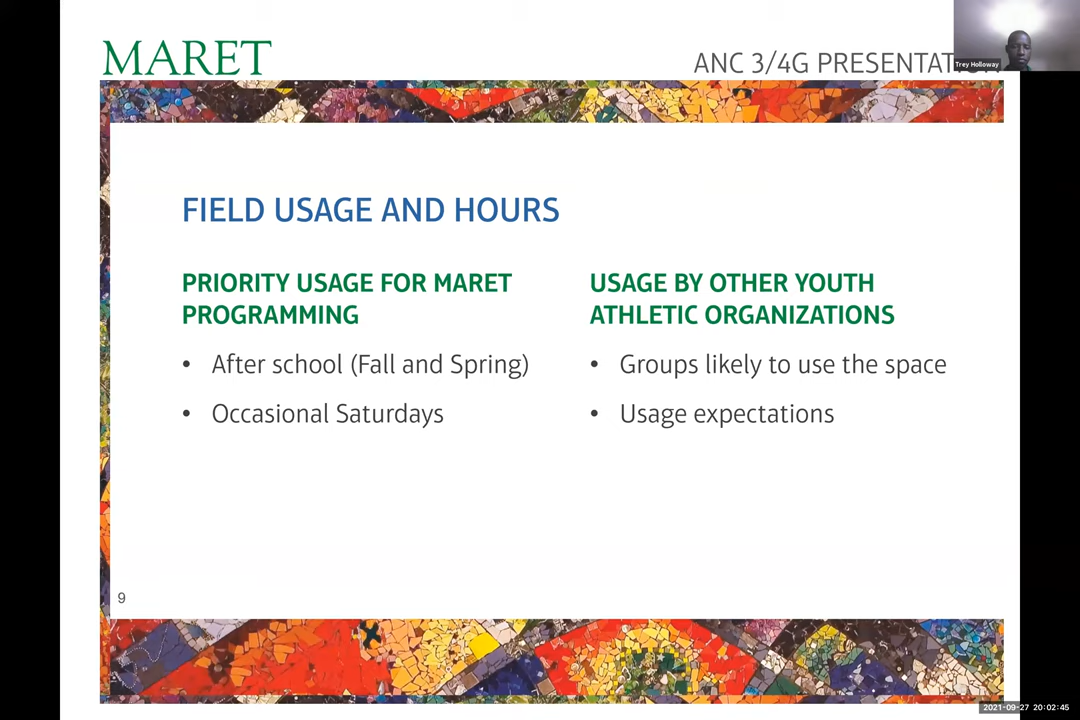 MARET
ANC 3/4G PRESENTAT
Trey Holloway
FIELD USAGE AND HOURS
PRIORITY USAGE FOR MARET
PROGRAMMING
• After school (Fall and Spring)
• Occasional Saturdays
USAGE BY OTHER YOUTH
ATHLETIC ORGANIZATIONS
• Groups likely to use the space
• Usage expectations
9
2021-09-27 20:02:45